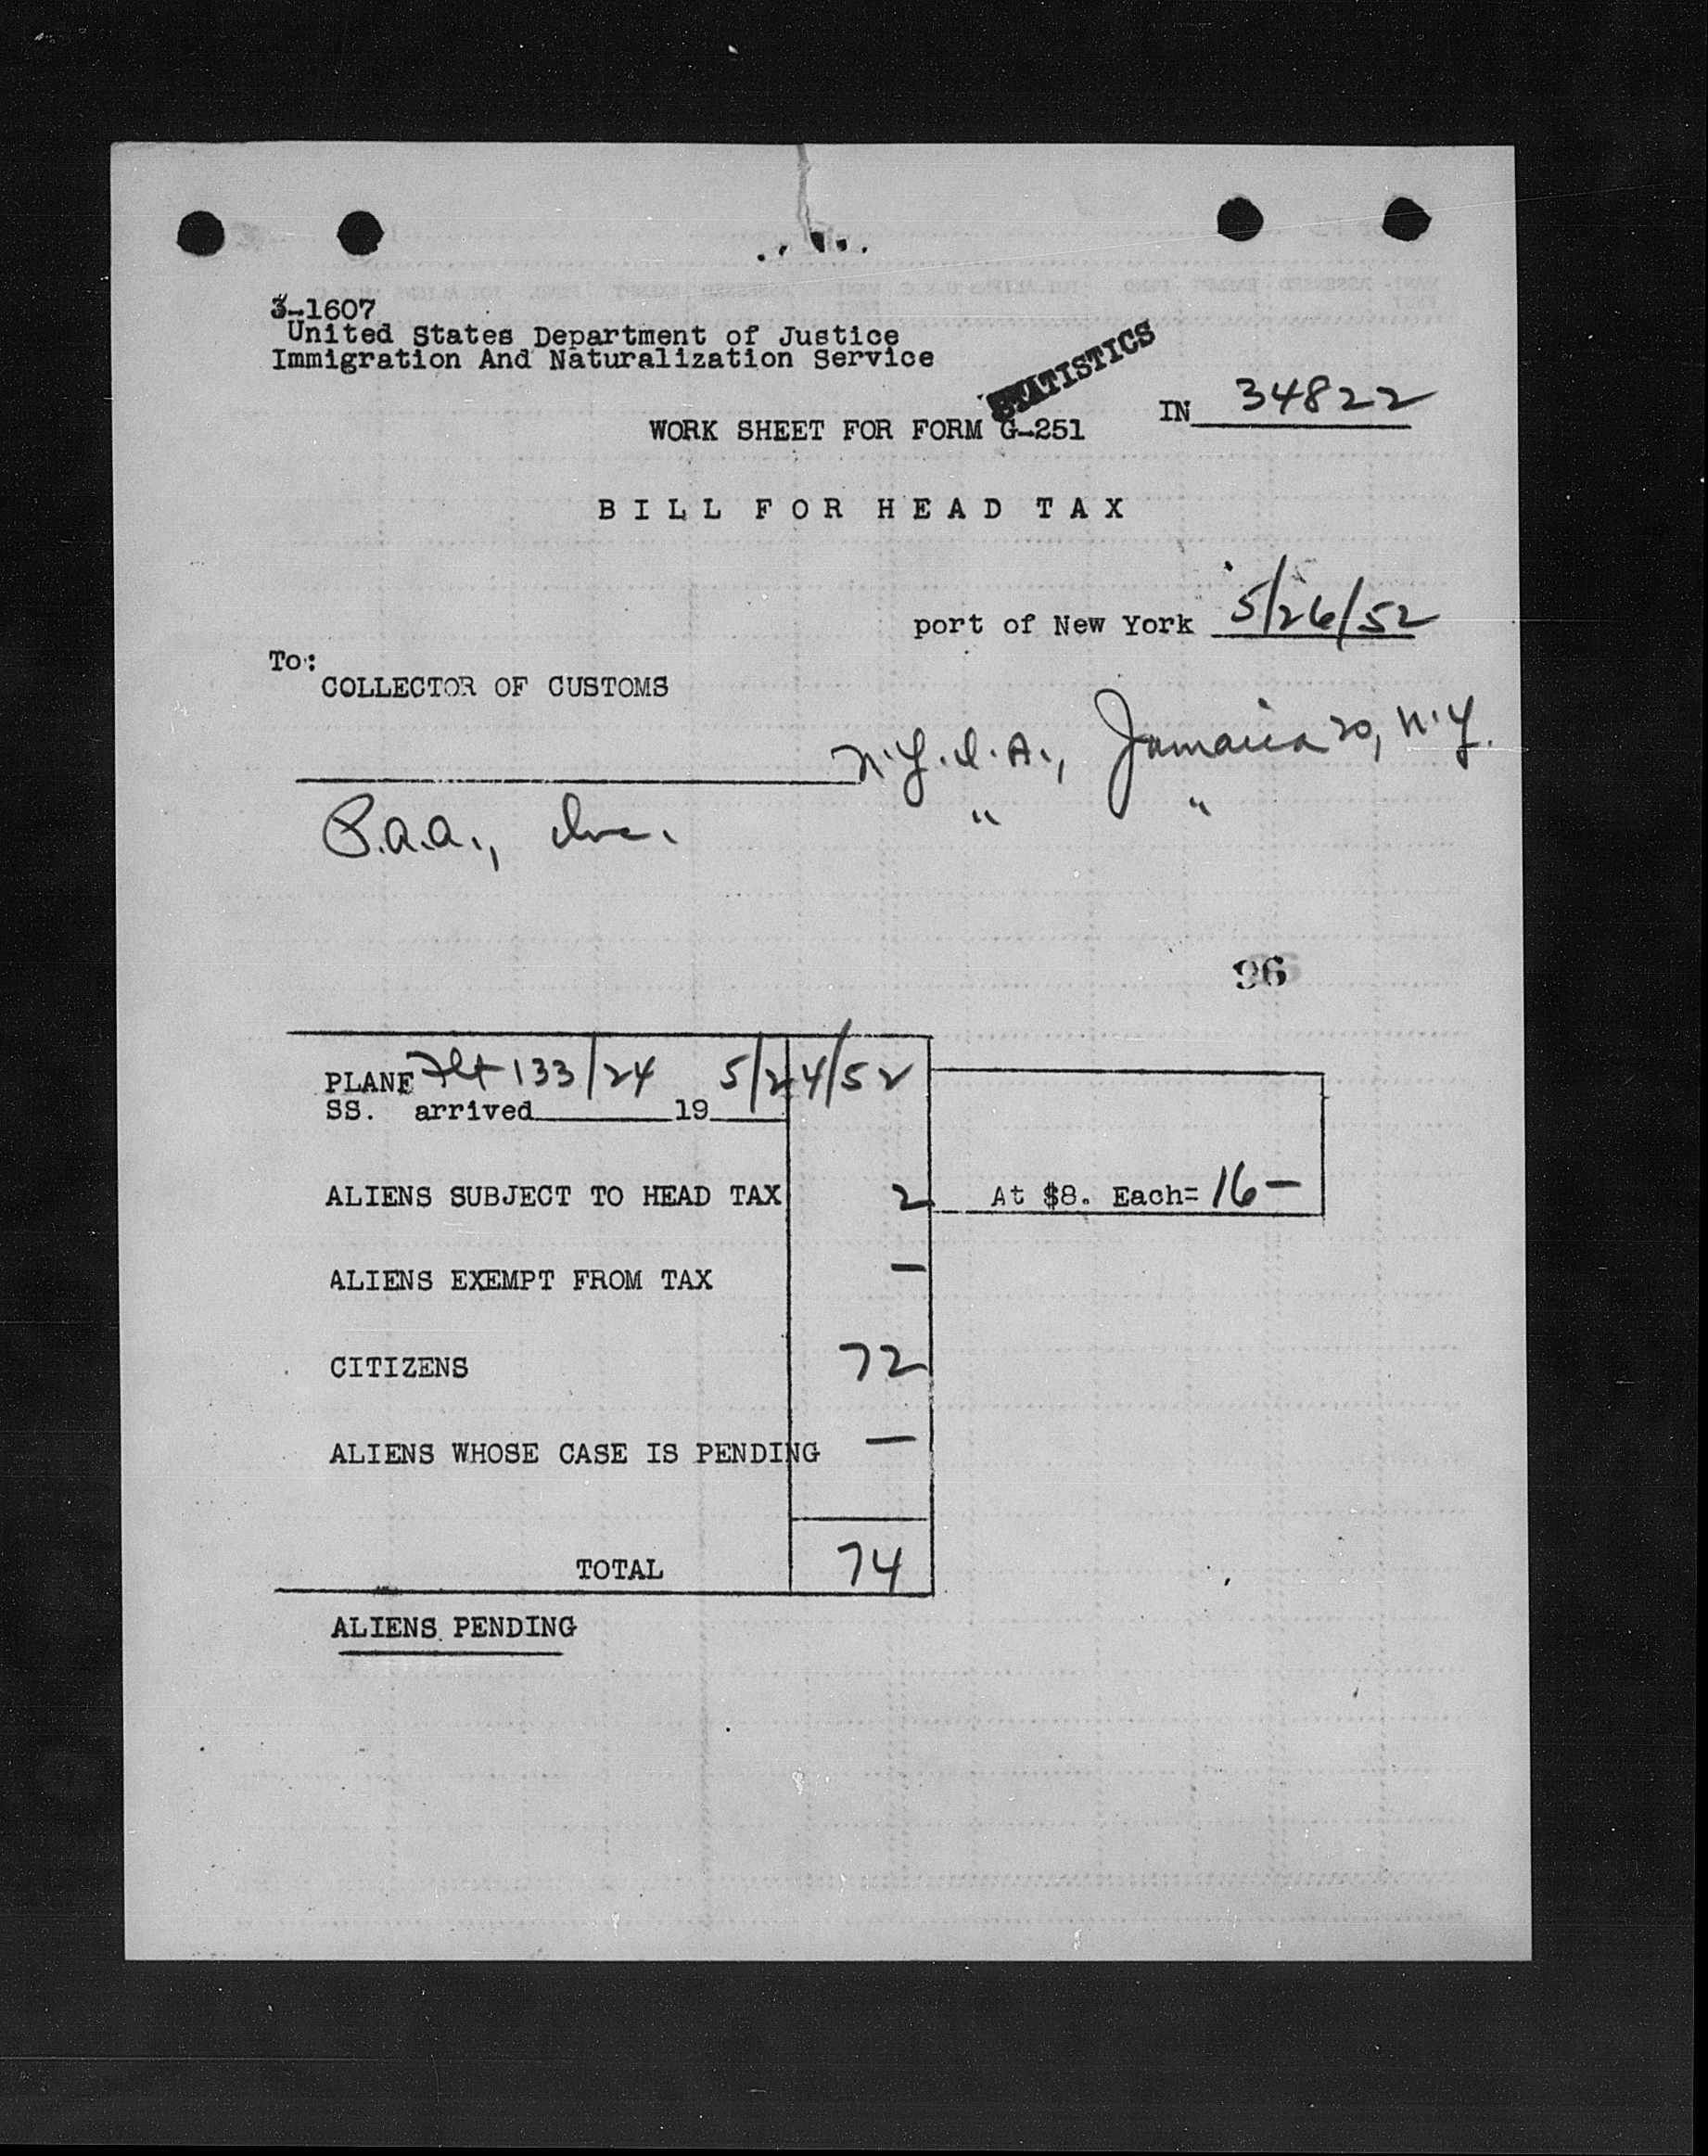 3-1607
United States Department of Justice
Immigration And Naturalization Service
STATISTICS
IN 34822
WORK SHEET FOR FORM G-251
BILL FOR HEAD TAX
port of New York 5/26/52
To:
COLLECTOR OF CUSTOMS
N.Y.I.A., Jamaica 20, N.Y.
P.A.A., Inc. " "
96
PLANE Flt 133/24 5/24/52
SS. arrived 19
ALIENS SUBJECT TO HEAD TAX 2 At $8. Each= 16—
ALIENS EXEMPT FROM TAX —
CITIZENS 72
ALIENS WHOSE CASE IS PENDING —
TOTAL 74
ALIENS PENDING